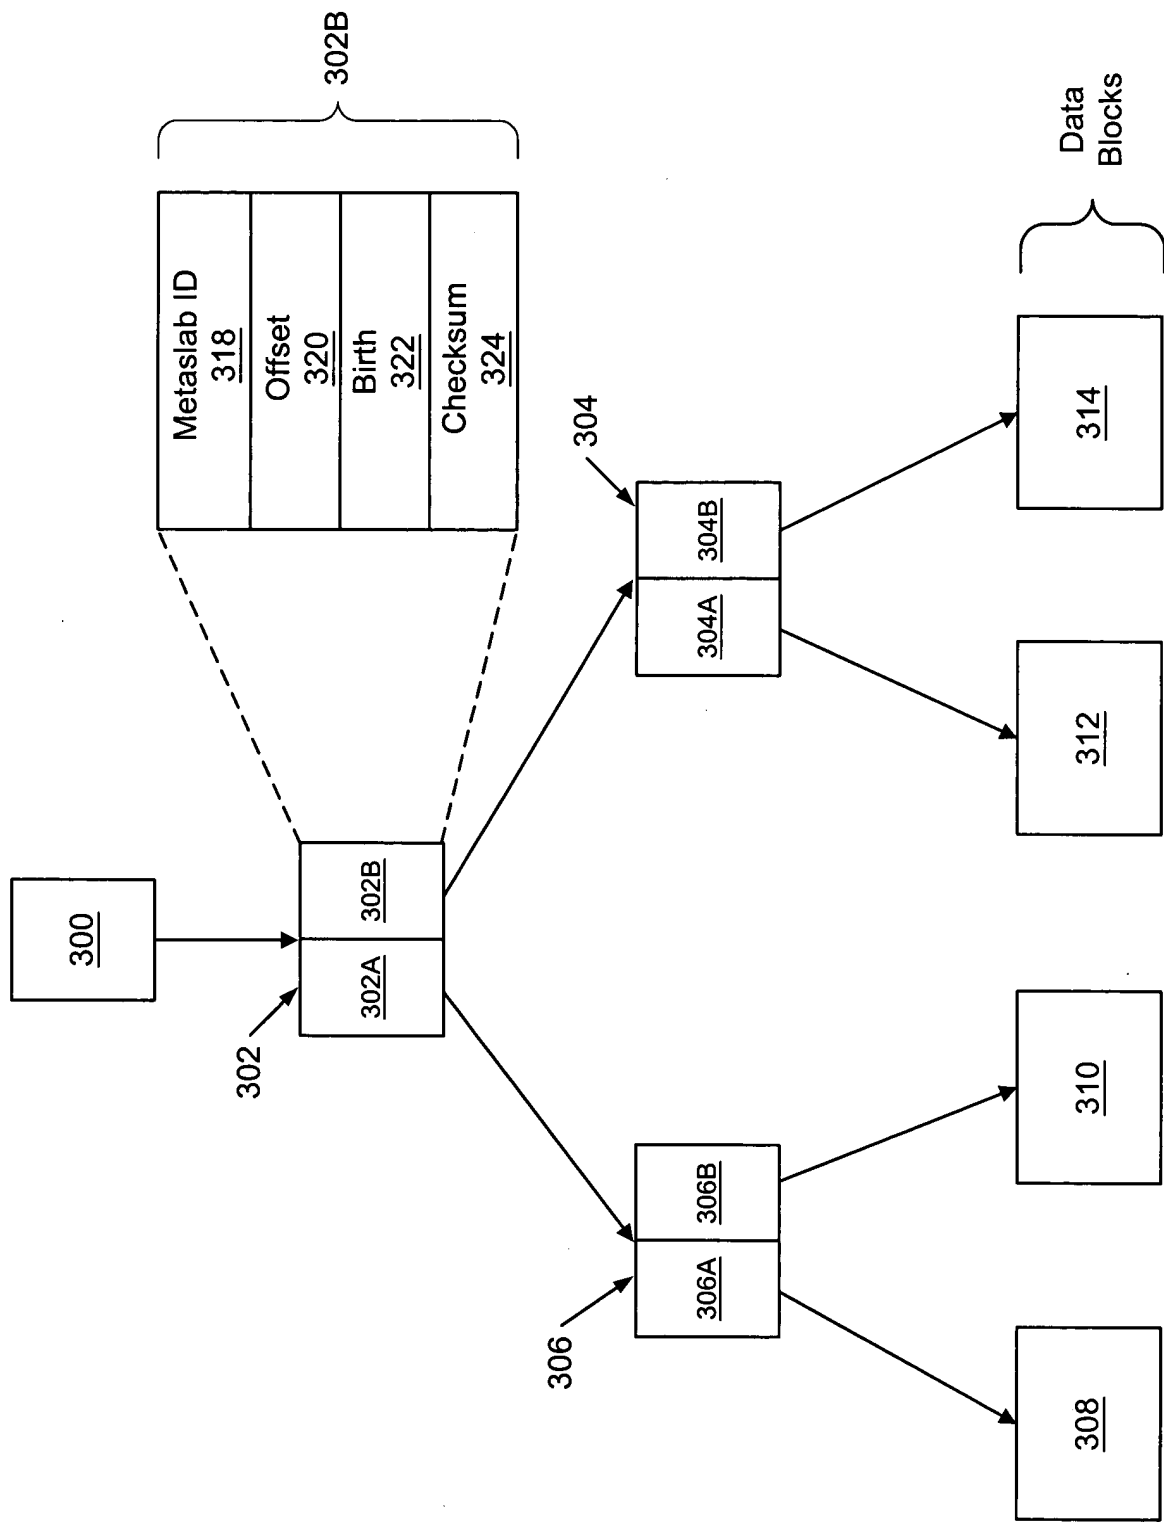 300
302
302A
302B
Metaslab ID
318
Offset
320
Birth
322
Checksum
324
302B
306
306A
306B
304
304A
304B
308
310
312
314
Data
Blocks